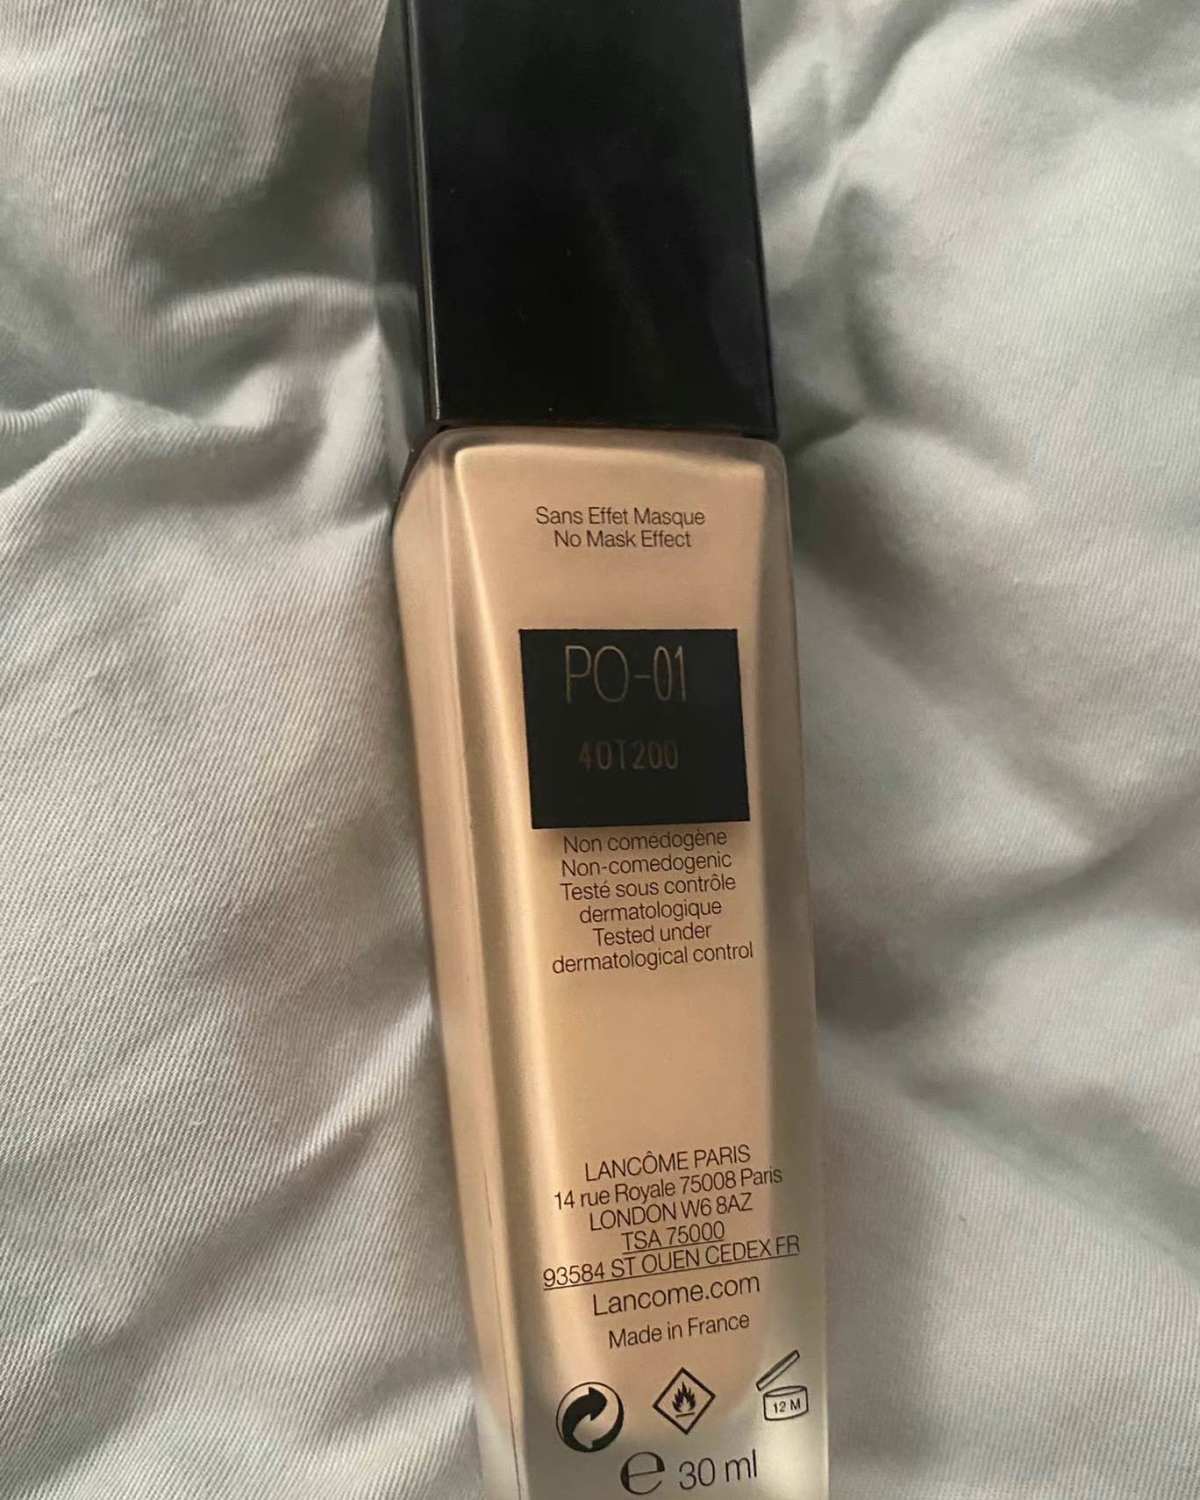 Sans Effet Masque
No Mask Effect
PO-01
40T200
Non comédogène
Non-comedogenic
Testé sous contrôle
dermatologique
Tested under
dermatological control
LANCÔME PARIS
14 rue Royale 75008 Paris
LONDON W6 8AZ
TSA 75000
93584 ST OUEN CEDEX FR
Lancome.com
Made in France
12 M
e 30 ml